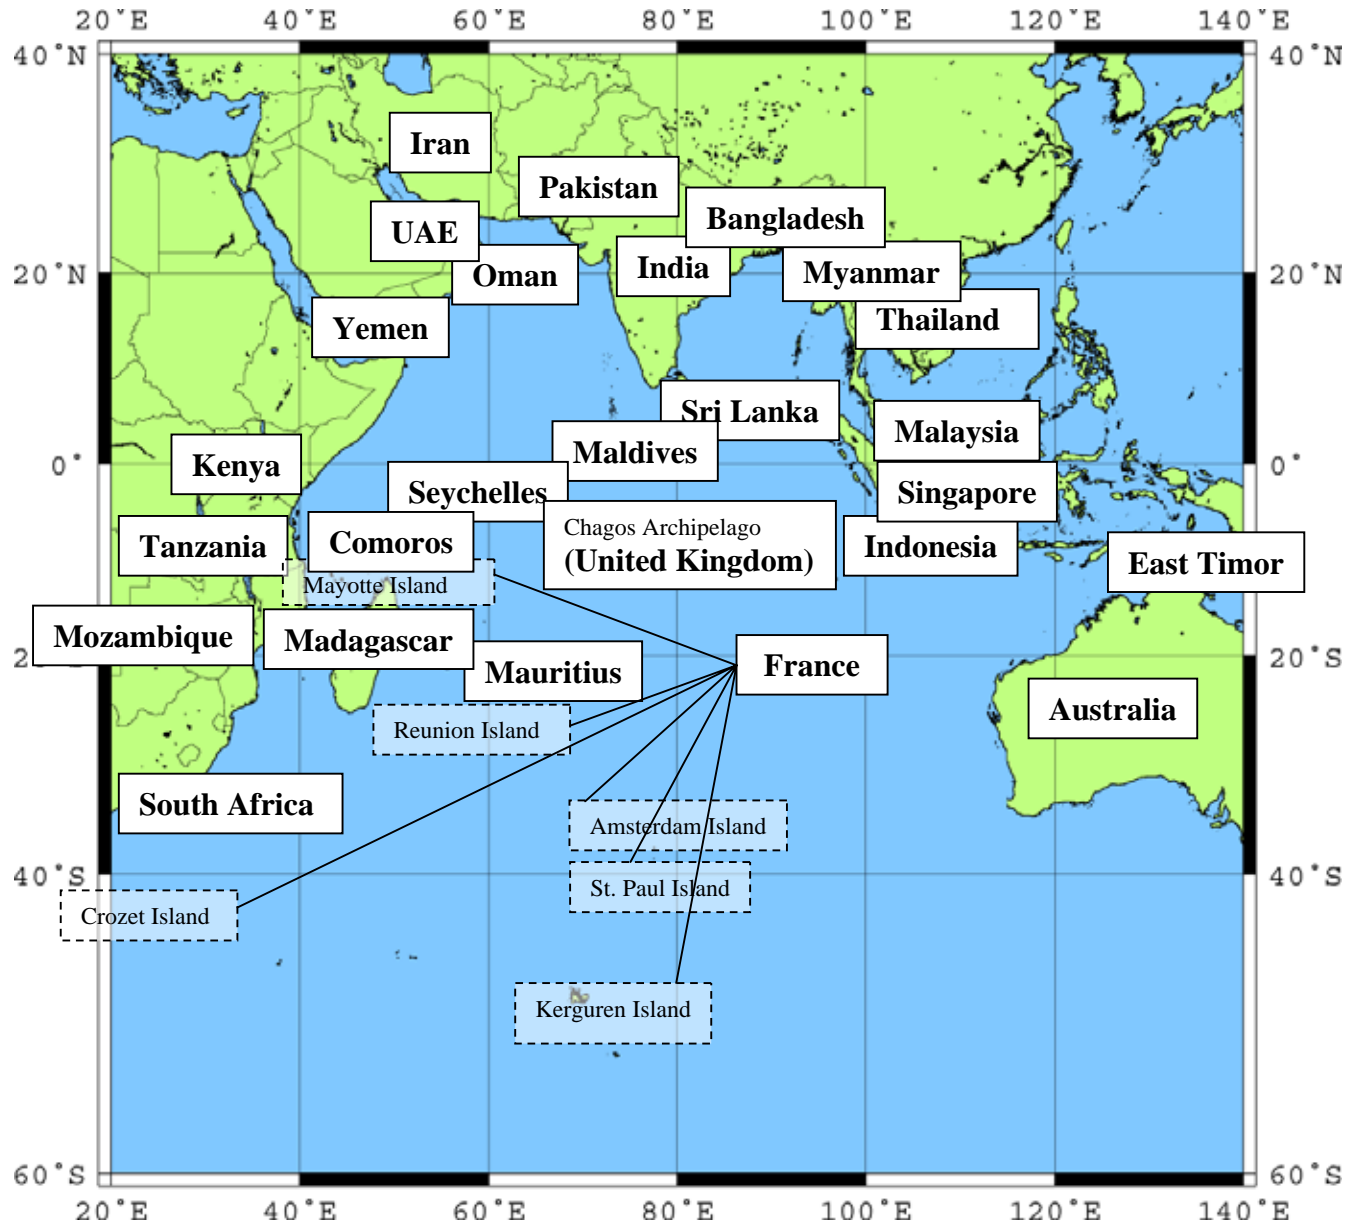 20°E 40°E 60°E 80°E 100°E 120°E 140°E
40°N 40°N
Iran
Pakistan
Bangladesh
UAE
India
Myanmar
Oman
20°N 20°N
Thailand
Yemen
Sri Lanka
Malaysia
Maldives
Kenya
0° 0°
Seychelles
Singapore
Chagos Archipelago
(United Kingdom)
Tanzania
Comoros
Indonesia
East Timor
Mayotte Island
Mozambique
Madagascar
Mauritius
France
20°S
Australia
Reunion Island
South Africa
Amsterdam Island
40°S 40°S
St. Paul Island
Crozet Island
Kerguren Island
60°S 60°S
20°E 40°E 60°E 80°E 100°E 120°E 140°E